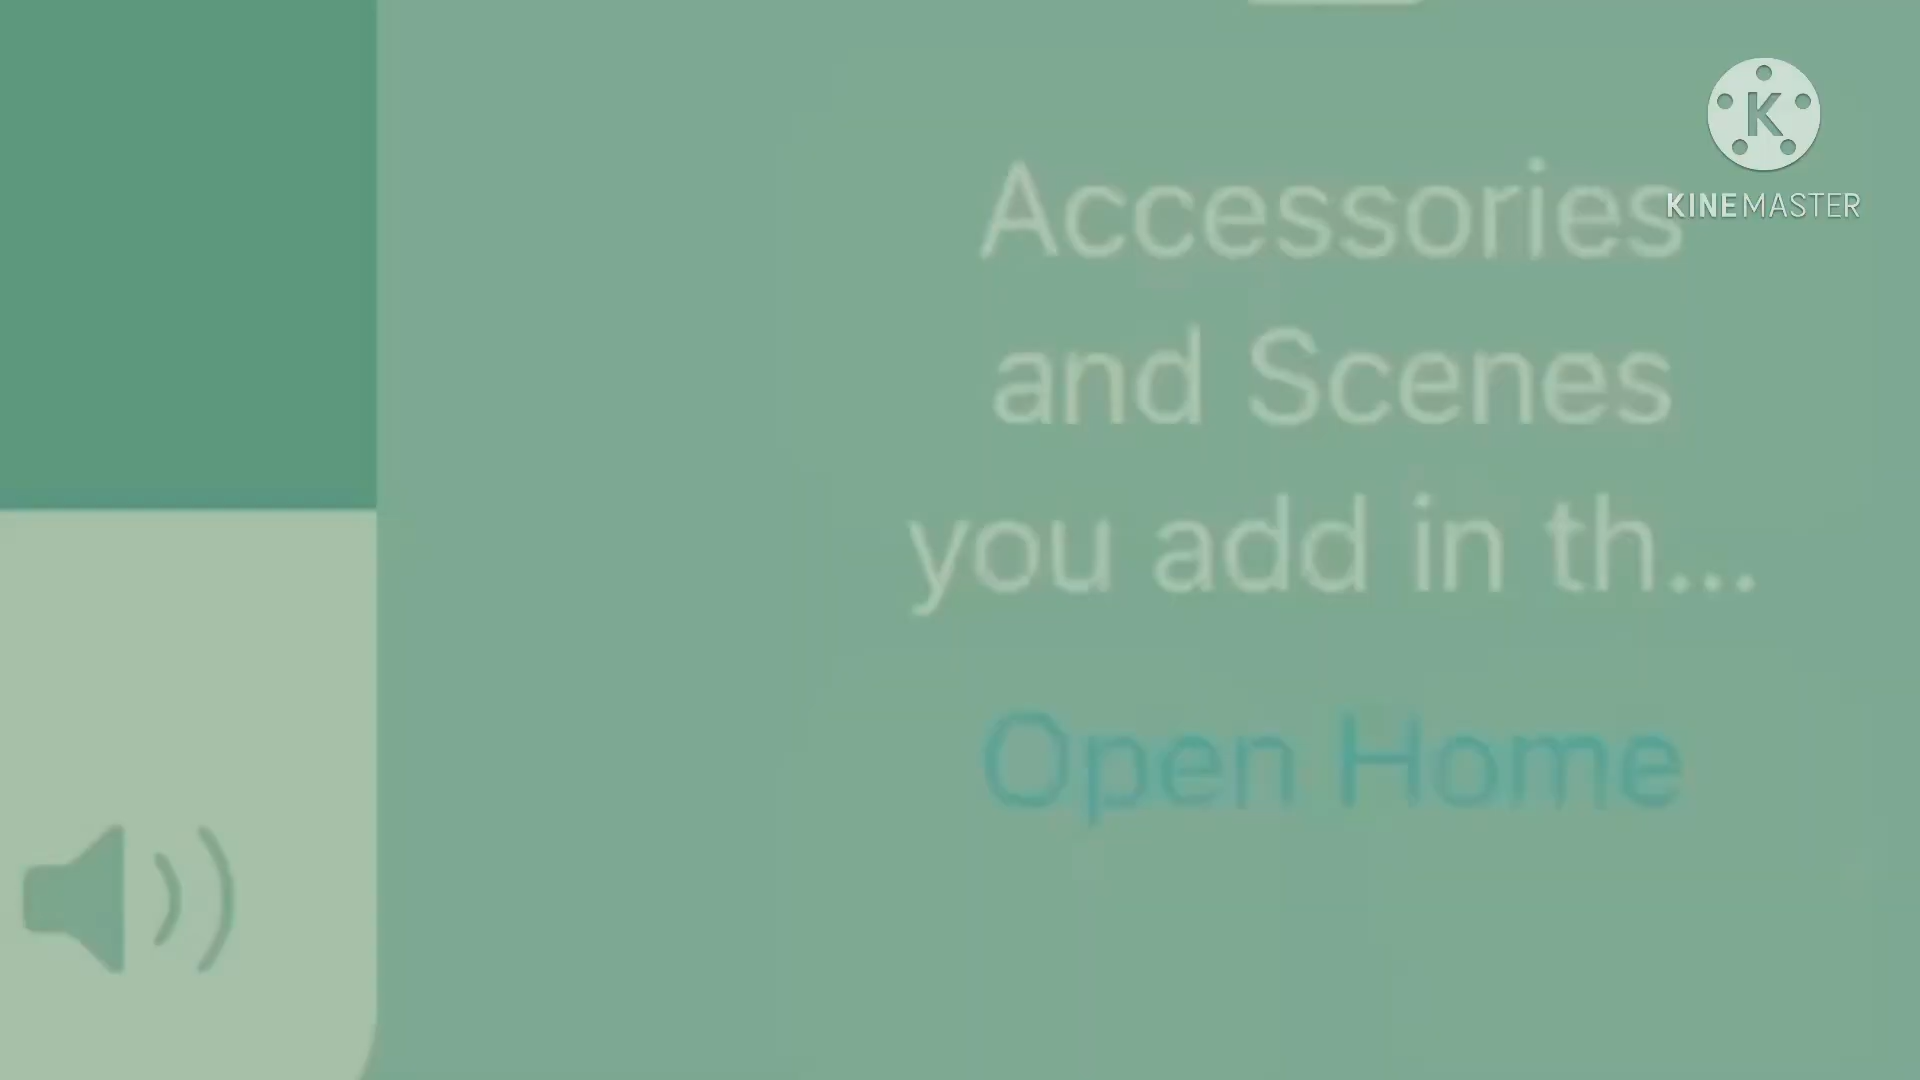 Accessories
and Scenes
you add in th...
Open Home
K
KINEMASTER